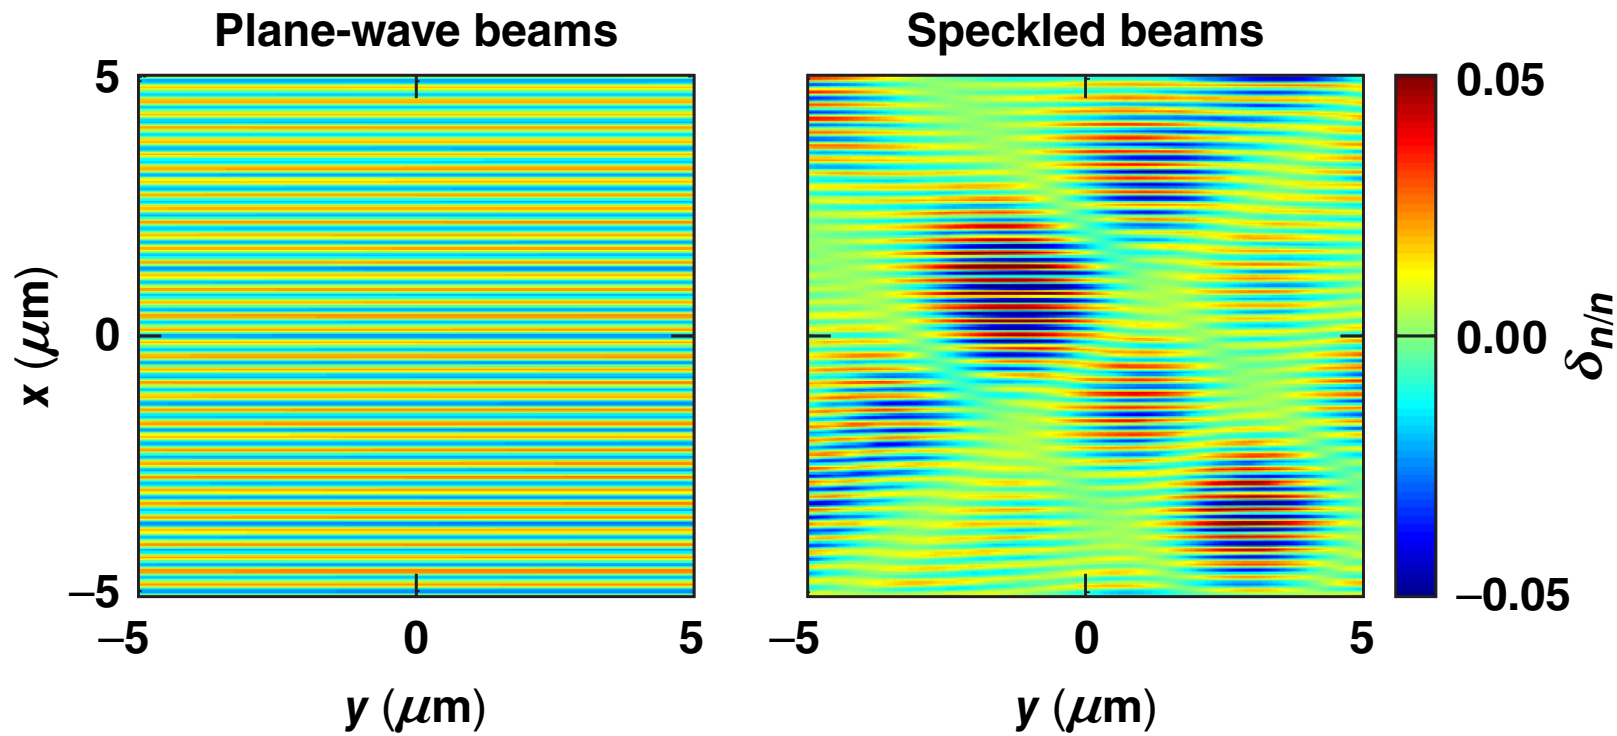 Plane-wave beams
Speckled beams
5
0
–5
x (μm)
–5 0 5
y (μm)
–5 0 5
y (μm)
0.05
0.00
–0.05
δn/n